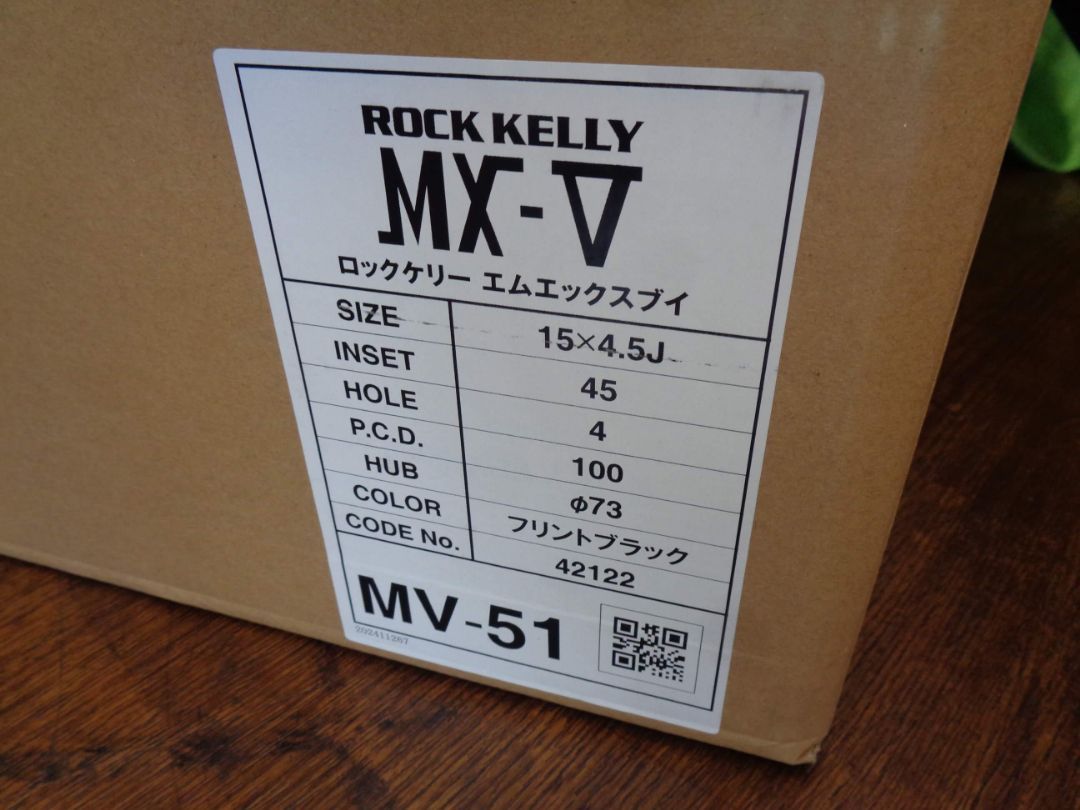 ROCK KELLY
MX-V
ロックケリー エムエックスブイ
SIZE 15×4.5J
INSET 45
HOLE 4
P.C.D. 100
HUB φ73
COLOR フリントブラック
CODE No. 42122
MV-51
202411267